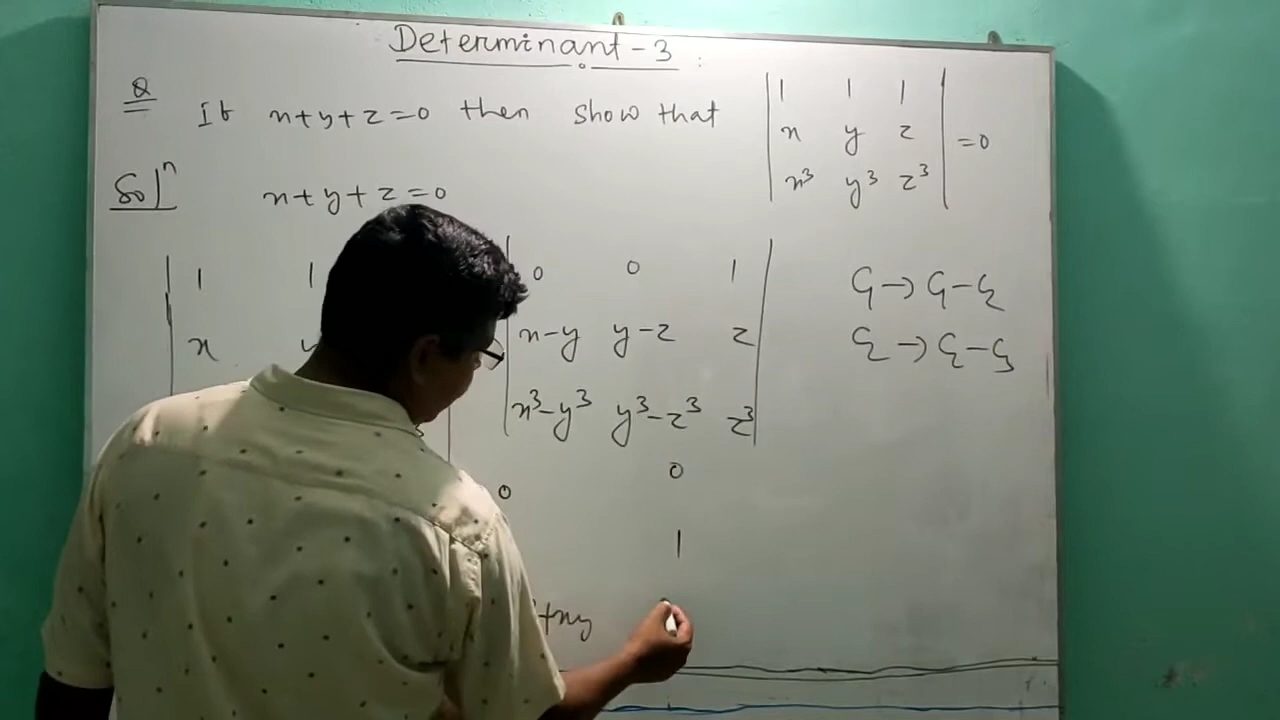 Determinant - 3
Q If x+y+z=0 then show that | 1 1 1 |
| x y z | =0
| x³ y³ z³ |
Solⁿ x+y+z=0
| 1 1 | 0 0 1 | C₁→C₁-C₂
x | x-y y-z z | C₂→C₂-C₃
| x³-y³ y³-z³ z³ |
0 0
1
+xy